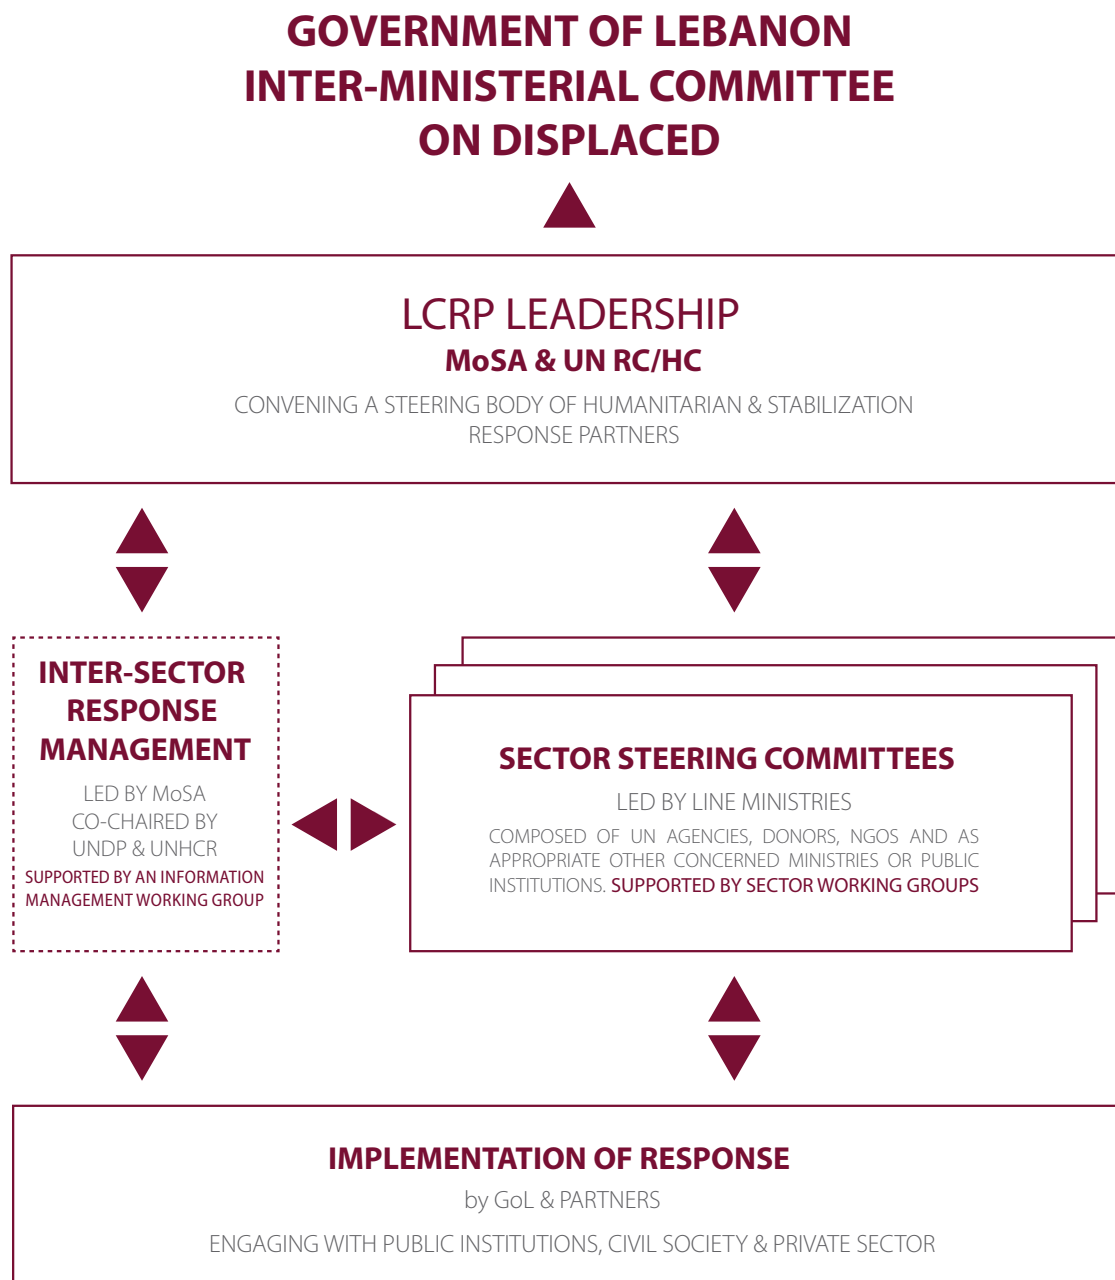 GOVERNMENT OF LEBANON
INTER-MINISTERIAL COMMITTEE
ON DISPLACED
LCRP LEADERSHIP
MoSA & UN RC/HC
CONVENING A STEERING BODY OF HUMANITARIAN & STABILIZATION
RESPONSE PARTNERS
INTER-SECTOR
RESPONSE
MANAGEMENT
LED BY MoSA
CO-CHAIRED BY
UNDP & UNHCR
SUPPORTED BY AN INFORMATION
MANAGEMENT WORKING GROUP
SECTOR STEERING COMMITTEES
LED BY LINE MINISTRIES
COMPOSED OF UN AGENCIES, DONORS, NGOS AND AS
APPROPRIATE OTHER CONCERNED MINISTRIES OR PUBLIC
INSTITUTIONS. SUPPORTED BY SECTOR WORKING GROUPS
IMPLEMENTATION OF RESPONSE
by GoL & PARTNERS
ENGAGING WITH PUBLIC INSTITUTIONS, CIVIL SOCIETY & PRIVATE SECTOR